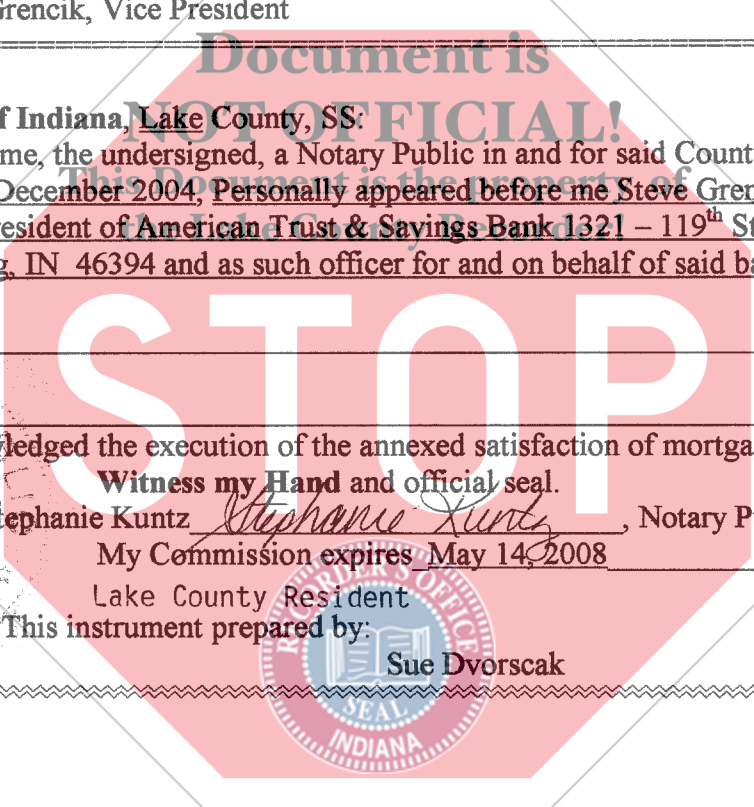 Grencik, Vice President
Document is
NOT OFFICIAL!
This Document is the property of
the Lake County Recorder!
of Indiana, Lake County, SS:
me, the undersigned, a Notary Public in and for said Count
December 2004, Personally appeared before me Steve Gren
resident of American Trust & Savings Bank 1321 – 119th St
g, IN 46394 and as such officer for and on behalf of said ba
STOP
ledged the execution of the annexed satisfaction of mortga
Witness my Hand and official seal.
tephanie Kuntz Stephanie Kuntz, Notary P
My Commission expires May 14, 2008
Lake County Resident
This instrument prepared by:
Sue Dvorscak
RECORDER'S OFFICE
SEAL
INDIANA